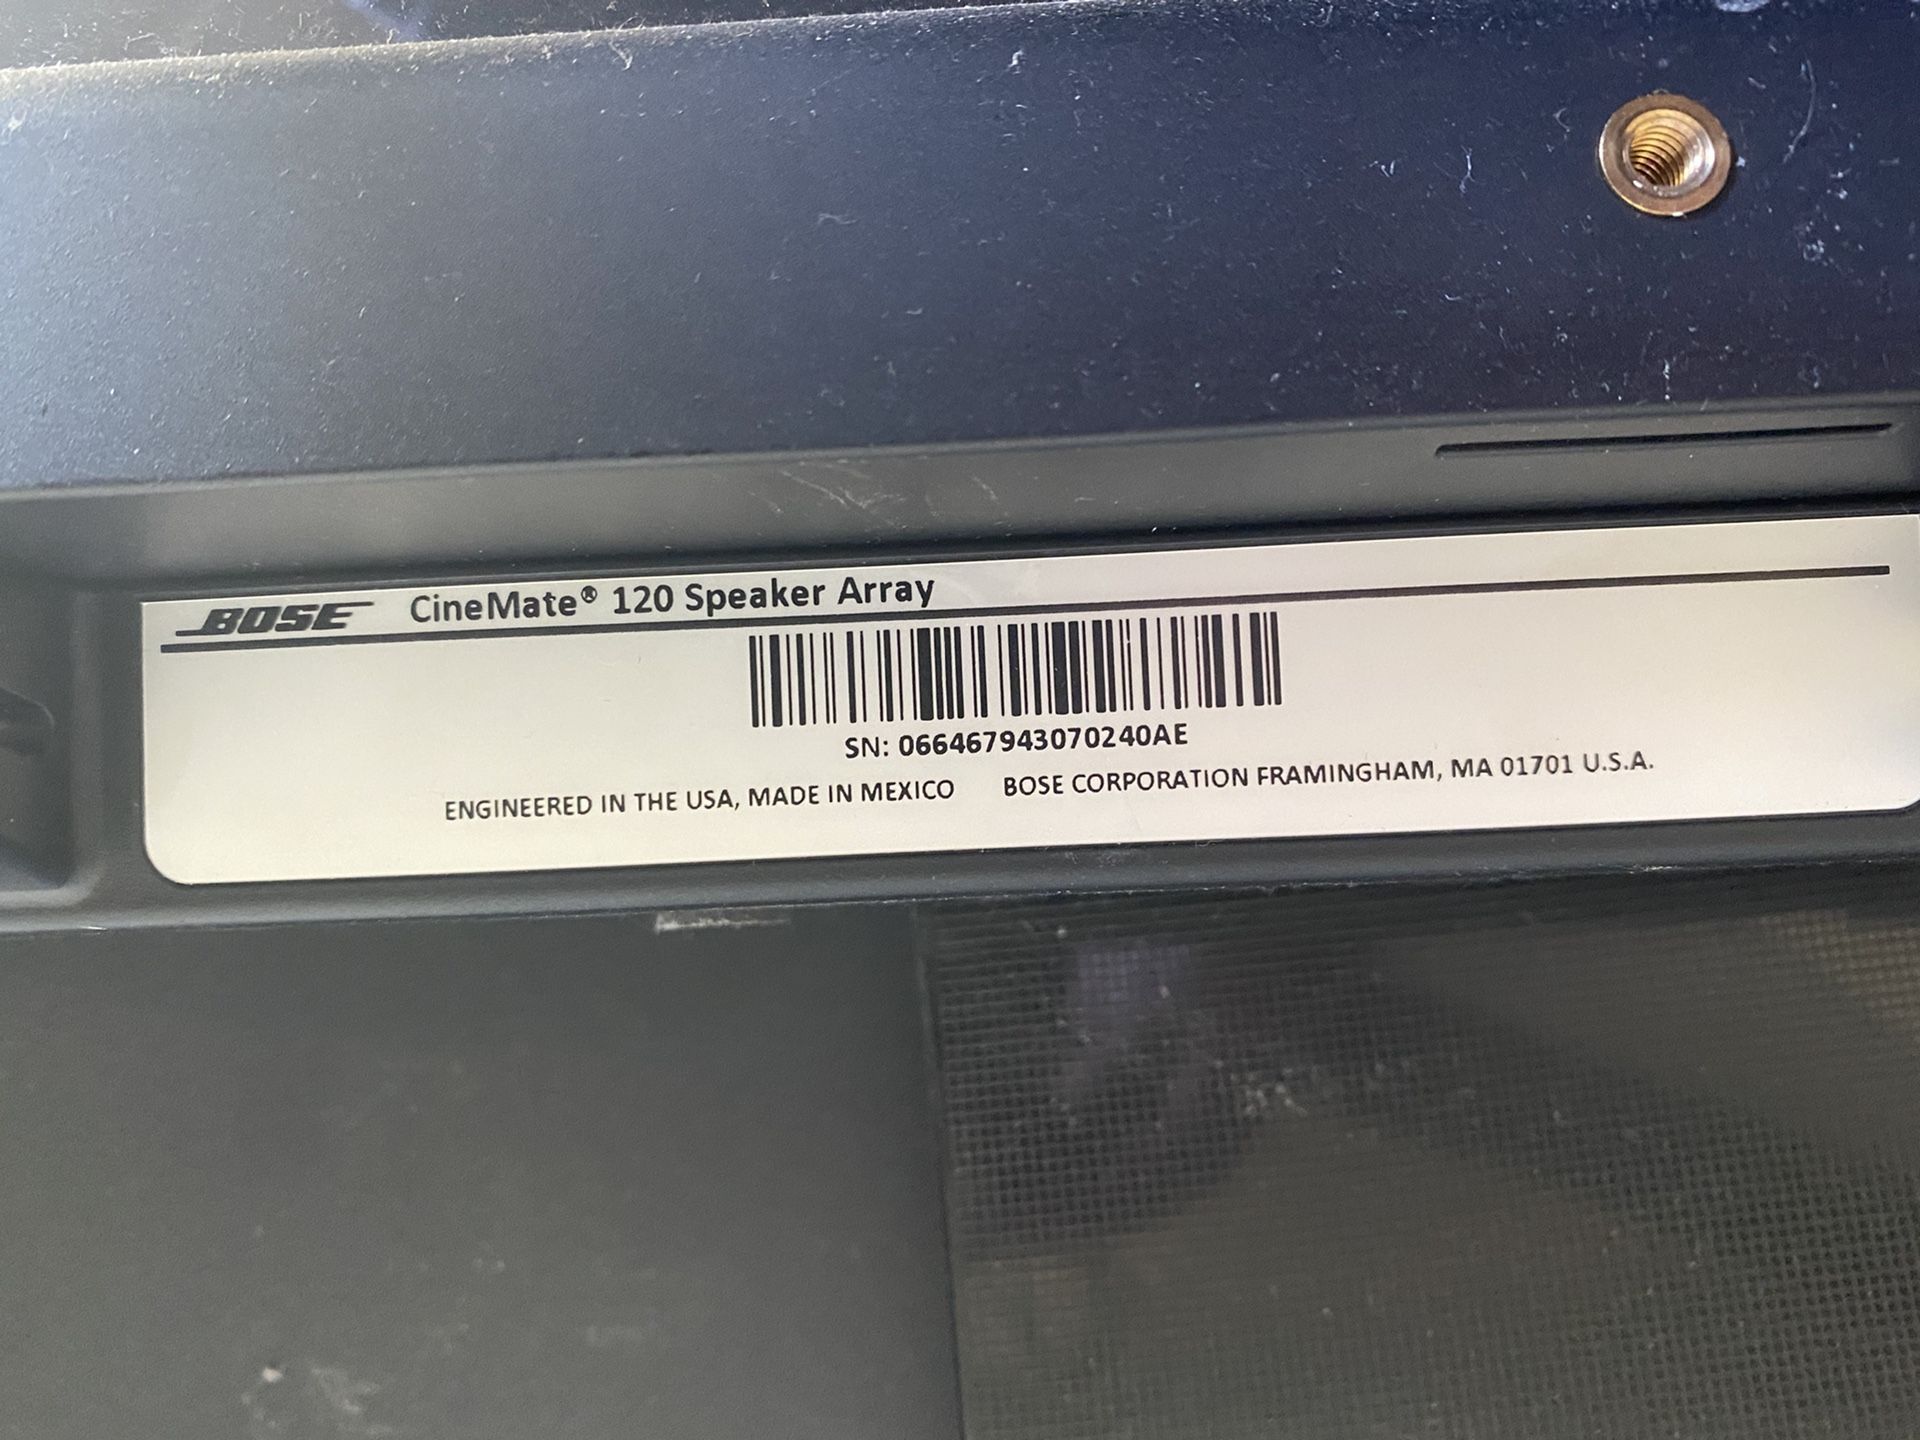 BOSE CineMate® 120 Speaker Array
SN: 066467943070240AE
ENGINEERED IN THE USA, MADE IN MEXICO BOSE CORPORATION FRAMINGHAM, MA 01701 U.S.A.